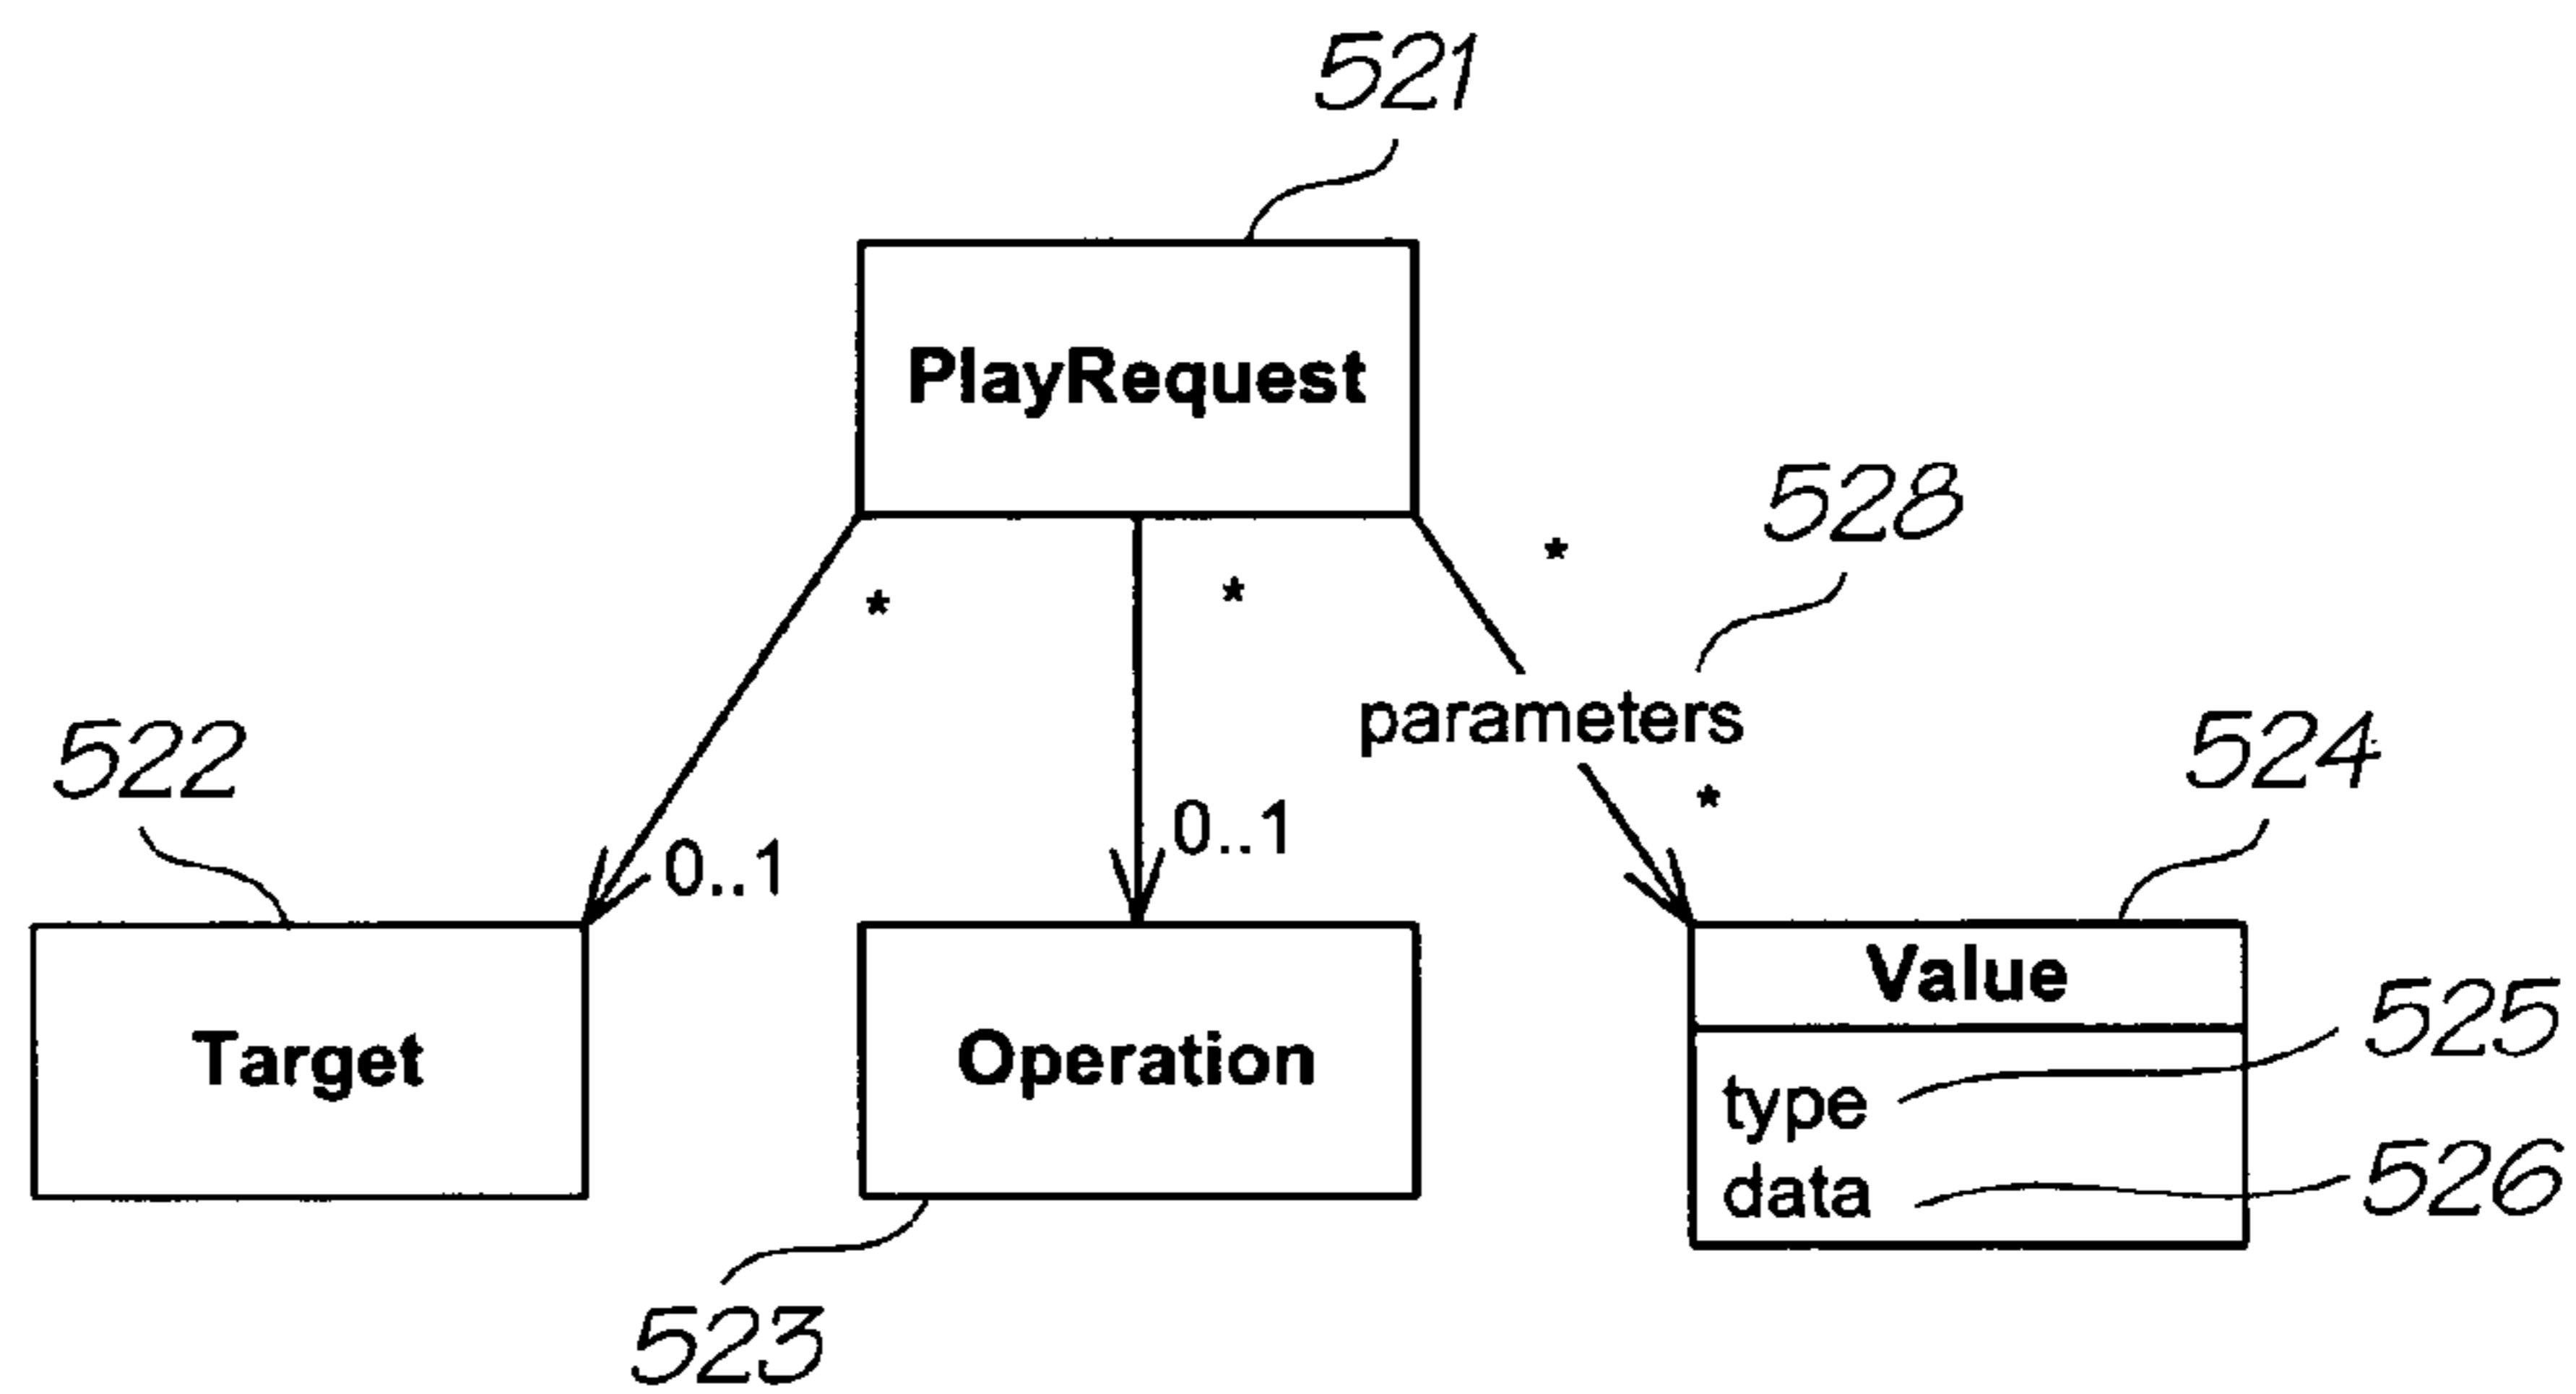 521
PlayRequest
528
*
*
*
parameters
522
524
*
0..1
0..1
Value
525
Target
Operation
type
data
526
523